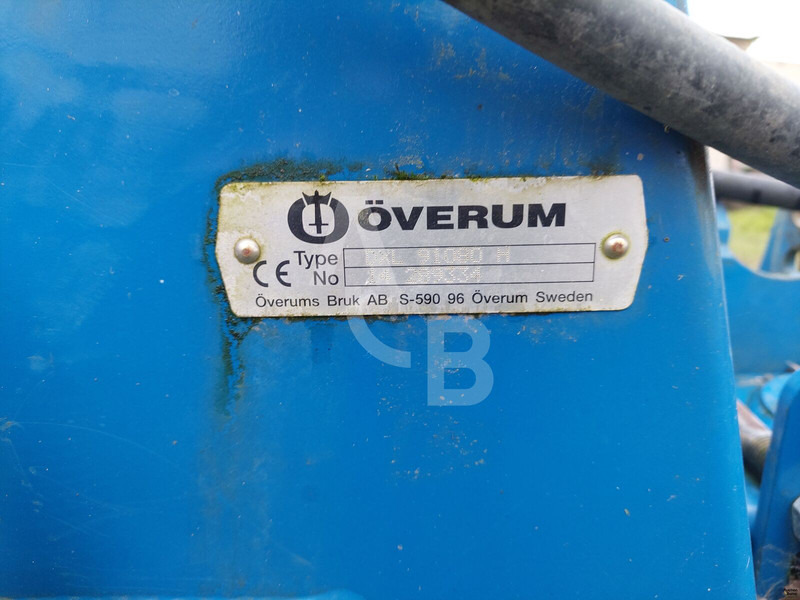 ÖVERUM
Type
CE No
Överums Bruk AB S-590 96 Överum Sweden
B